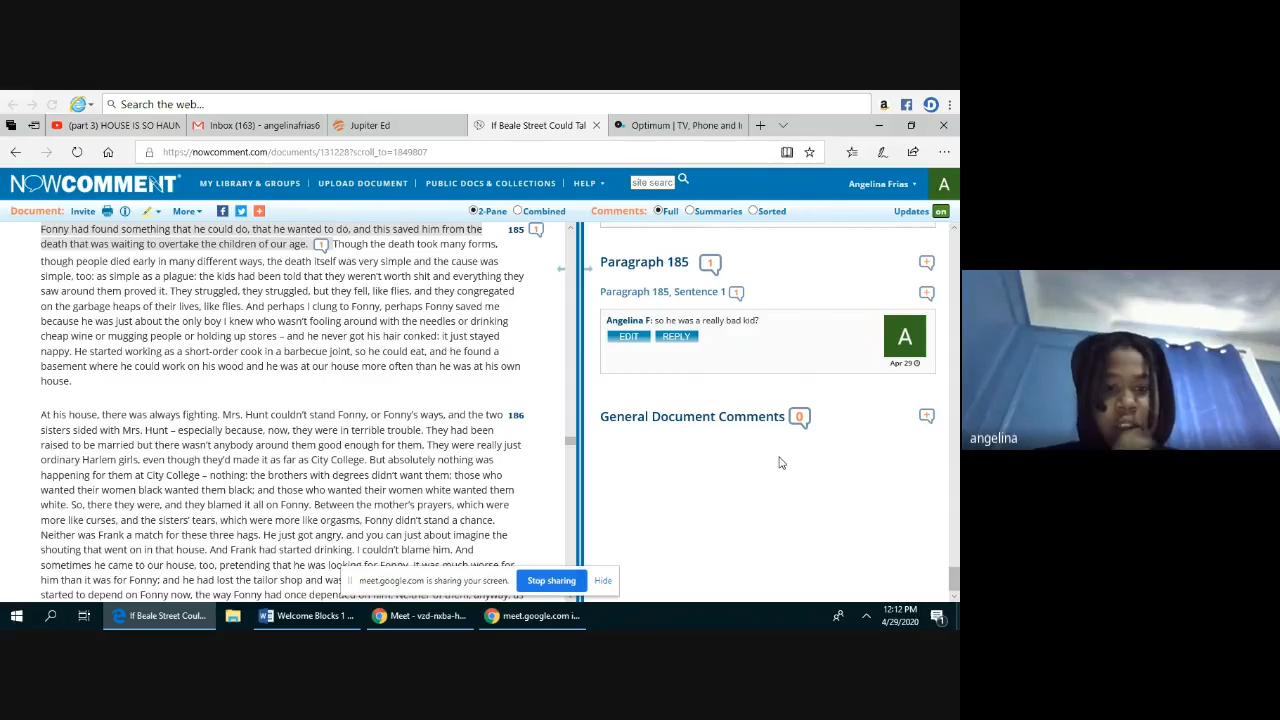 Search the web...
(part 3) HOUSE IS SO HAUN
Inbox (163) - angelinafrias6
Jupiter Ed
If Beale Street Could Tal
Optimum | TV, Phone and In
https://nowcomment.com/documents/131228?scroll_to=1849807
NOWCOMMENT
MY LIBRARY & GROUPS
UPLOAD DOCUMENT
PUBLIC DOCS & COLLECTIONS
HELP
site searc
Angelina Frias
A
Document:
Invite
More
2-Pane
Combined
Comments:
Full
Summaries
Sorted
Updates
on
Fonny had found something that he could do, that he wanted to do, and this saved him from the
185
1
death that was waiting to overtake the children of our age. 1 Though the death took many forms,
though people died early in many different ways, the death itself was very simple and the cause was
simple, too: as simple as a plague: the kids had been told that they weren't worth shit and everything they
saw around them proved it. They struggled, they struggled, but they fell, like flies, and they congregated
on the garbage heaps of their lives, like flies. And perhaps I clung to Fonny, perhaps Fonny saved me
because he was just about the only boy I knew who wasn't fooling around with the needles or drinking
cheap wine or mugging people or holding up stores – and he never got his hair conked: it just stayed
nappy. He started working as a short-order cook in a barbecue joint, so he could eat, and he found a
basement where he could work on his wood and he was at our house more often than he was at his own
house.
At his house, there was always fighting. Mrs. Hunt couldn't stand Fonny, or Fonny's ways, and the two
186
sisters sided with Mrs. Hunt – especially because, now, they were in terrible trouble. They had been
raised to be married but there wasn't anybody around them good enough for them. They were really just
ordinary Harlem girls, even though they'd made it as far as City College. But absolutely nothing was
happening for them at City College – nothing: the brothers with degrees didn't want them; those who
wanted their women black wanted them black; and those who wanted their women white wanted them
white. So, there they were, and they blamed it all on Fonny. Between the mother's prayers, which were
more like curses, and the sisters' tears, which were more like orgasms, Fonny didn't stand a chance.
Neither was Frank a match for these three hags. He just got angry, and you can just about imagine the
shouting that went on in that house. And Frank had started drinking. I couldn't blame him. And
sometimes he came to our house, too, pretending that he was looking for Fonny. It was much worse for
him than it was for Fonny; and he had lost the tailor shop and was
Paragraph 185
1
Paragraph 185, Sentence 1
1
Angelina F: so he was a really bad kid?
EDIT
REPLY
A
Apr 29
General Document Comments
0
meet.google.com is sharing your screen.
Stop sharing
Hide
If Beale Street Coul...
Welcome Blocks 1 ...
Meet - vzd-nxba-h...
meet.google.com i...
12:12 PM
4/29/2020
1
angelina